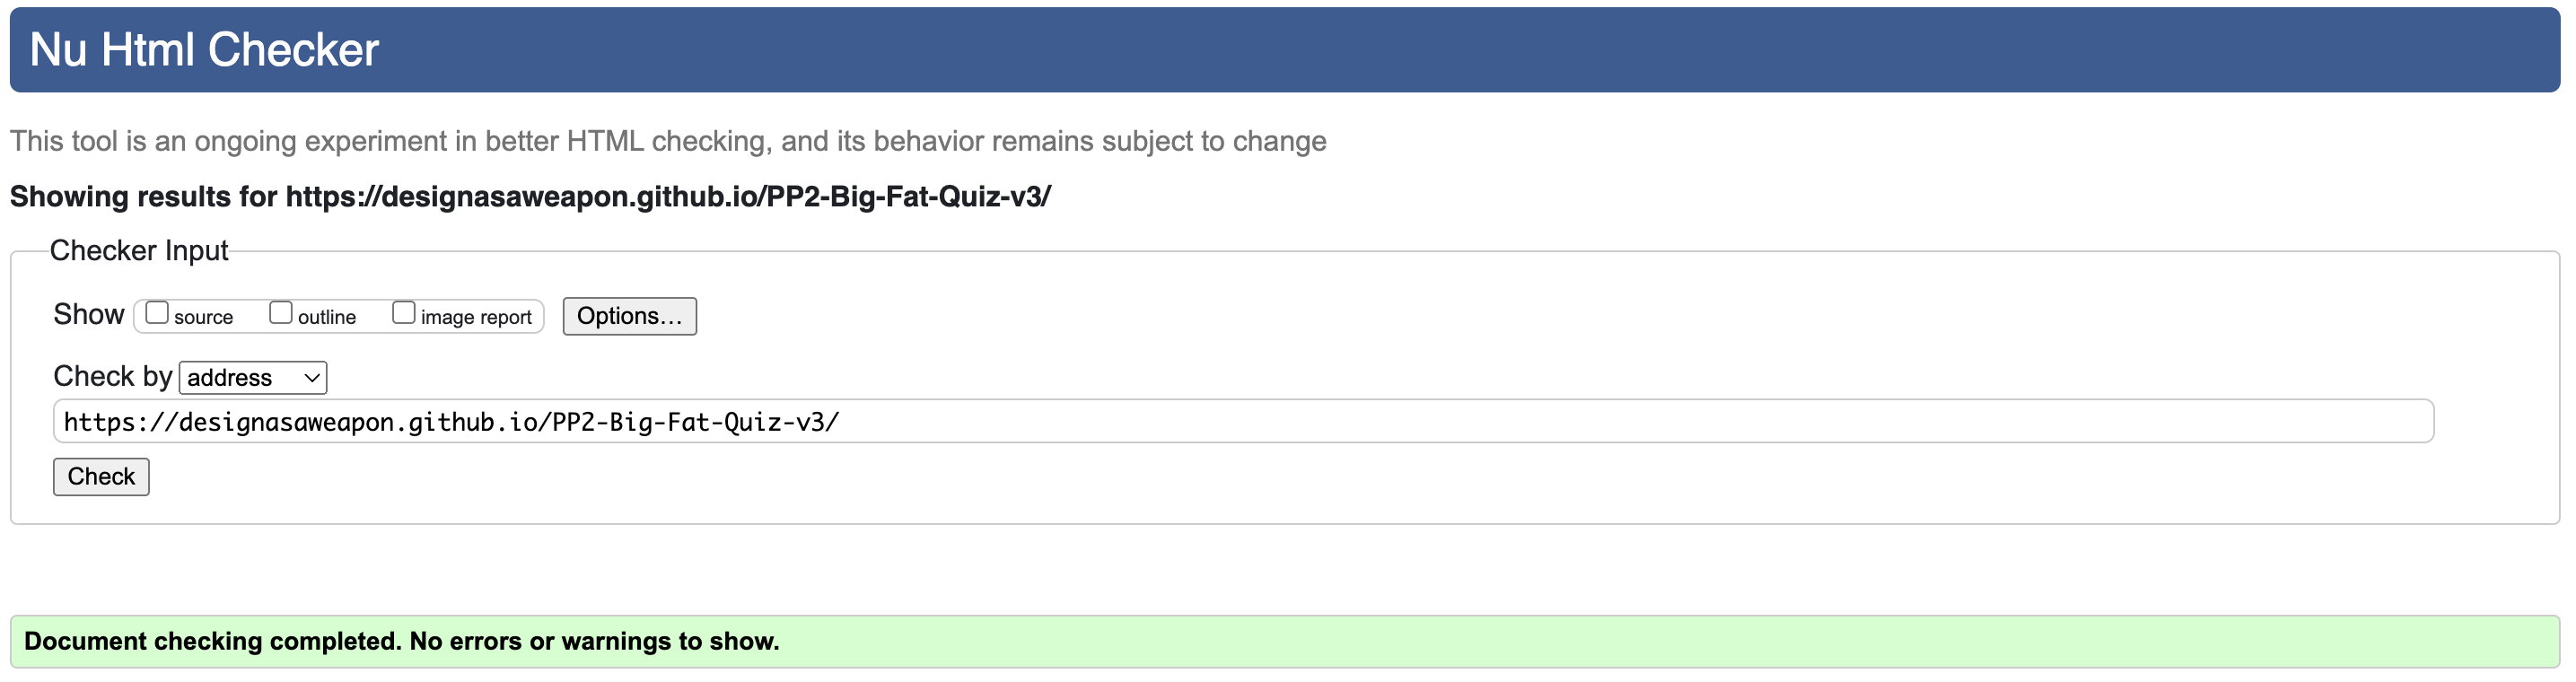 Nu Html Checker
This tool is an ongoing experiment in better HTML checking, and its behavior remains subject to change
Showing results for https://designasaweapon.github.io/PP2-Big-Fat-Quiz-v3/
Checker Input
Show source outline image report Options...
Check by address
https://designasaweapon.github.io/PP2-Big-Fat-Quiz-v3/
Check
Document checking completed. No errors or warnings to show.